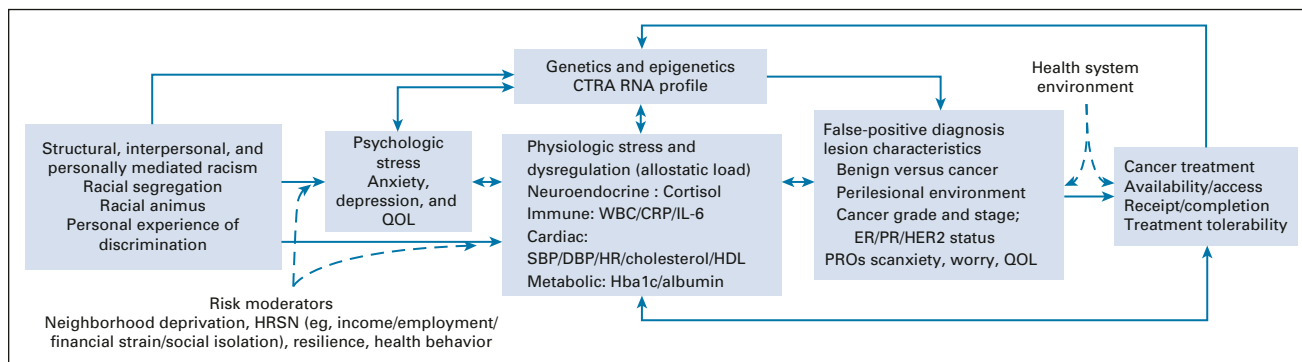 Genetics and epigenetics
CTRA RNA profile
Health system
environment
Structural, interpersonal, and
personally mediated racism
Racial segregation
Racial animus
Personal experience of
discrimination
Psychologic
stress
Anxiety,
depression, and
QOL
Physiologic stress and
dysregulation (allostatic load)
Neuroendocrine : Cortisol
Immune: WBC/CRP/IL-6
Cardiac:
SBP/DBP/HR/cholesterol/HDL
Metabolic: Hba1c/albumin
False-positive diagnosis
lesion characteristics
Benign versus cancer
Perilesional environment
Cancer grade and stage;
ER/PR/HER2 status
PROs scanxiety, worry, QOL
Cancer treatment
Availability/access
Receipt/completion
Treatment tolerability
Risk moderators
Neighborhood deprivation, HRSN (eg, income/employment/
financial strain/social isolation), resilience, health behavior